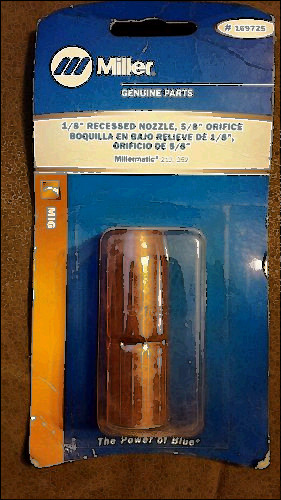 # 169725
Miller
GENUINE PARTS
1/8" RECESSED NOZZLE, 5/8" ORIFICE
BOQUILLA EN BAJO RELIEVE DE 1/8",
ORIFICIO DE 5/8"
Millermatic®
MIG
The Power of Blue®